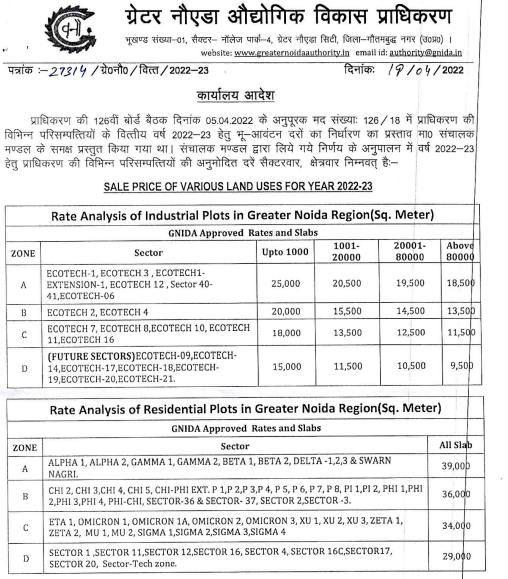 ग्रेटर नौएडा औद्योगिक विकास प्राधिकरण
भूखण्ड संख्या-01, सैक्टर- नॉलेज पार्क-4, ग्रेटर नौएडा सिटी, जिला-गौतमबुद्ध नगर (उ०प्र०) ।
website: www.greaternoidaauthority.in email id: authority@gnida.in
पत्रांक :-27314/ग्रे०नौ०/वित्त/2022-23 दिनांक: 19/04/2022
कार्यालय आदेश
प्राधिकरण की 126वीं बोर्ड बैठक दिनांक 05.04.2022 के अनुपूरक मद संख्याः 126/18 में प्राधिकरण की
विभिन्न परिसम्पत्तियों के वित्तीय वर्ष 2022-23 हेतु भू-आवंटन दरों का निर्धारण का प्रस्ताव मा० संचालक
मण्डल के समक्ष प्रस्तुत किया गया था। संचालक मण्डल द्वारा लिये गये निर्णय के अनुपालन में वर्ष 2022-23
हेतु प्राधिकरण की विभिन्न परिसम्पत्तियों की अनुमोदित दरें सैक्टरवार, क्षेत्रवार निम्नवत् है:-
SALE PRICE OF VARIOUS LAND USES FOR YEAR 2022-23
Rate Analysis of Industrial Plots in Greater Noida Region(Sq. Meter)
GNIDA Approved Rates and Slabs
ZONE Sector Upto 1000 1001-20000 20001-80000 Above 80000
A ECOTECH-1, ECOTECH 3 , ECOTECH1-
EXTENSION-1, ECOTECH 12 , Sector 40-
41,ECOTECH-06 25,000 20,500 19,500 18,500
B ECOTECH 2, ECOTECH 4 20,000 15,500 14,500 13,500
C ECOTECH 7, ECOTECH 8,ECOTECH 10, ECOTECH
11,ECOTECH 16 18,000 13,500 12,500 11,500
D (FUTURE SECTORS)ECOTECH-09,ECOTECH-
14,ECOTECH-17,ECOTECH-18,ECOTECH-
19,ECOTECH-20,ECOTECH-21. 15,000 11,500 10,500 9,500
Rate Analysis of Residential Plots in Greater Noida Region(Sq. Meter)
GNIDA Approved Rates and Slabs
ZONE Sector All Slab
A ALPHA 1, ALPHA 2, GAMMA 1, GAMMA 2, BETA 1, BETA 2, DELTA -1,2,3 & SWARN
NAGRI. 39,000
B CHI 2, CHI 3,CHI 4, CHI 5, CHI-PHI EXT. P 1,P 2,P 3,P 4, P 5, P 6, P 7, P 8, PI 1,PI 2, PHI 1,PHI
2,PHI 3,PHI 4, PHI-CHI, SECTOR-36 & SECTOR- 37, SECTOR 2,SECTOR -3. 36,000
C ETA 1, OMICRON 1, OMICRON 1A, OMICRON 2, OMICRON 3, XU 1, XU 2, XU 3, ZETA 1,
ZETA 2, MU 1, MU 2, SIGMA 1,SIGMA 2,SIGMA 3,SIGMA 4 34,000
D SECTOR 1 ,SECTOR 11,SECTOR 12,SECTOR 16, SECTOR 4, SECTOR 16C,SECTOR17,
SECTOR 20, Sector-Tech zone. 29,000